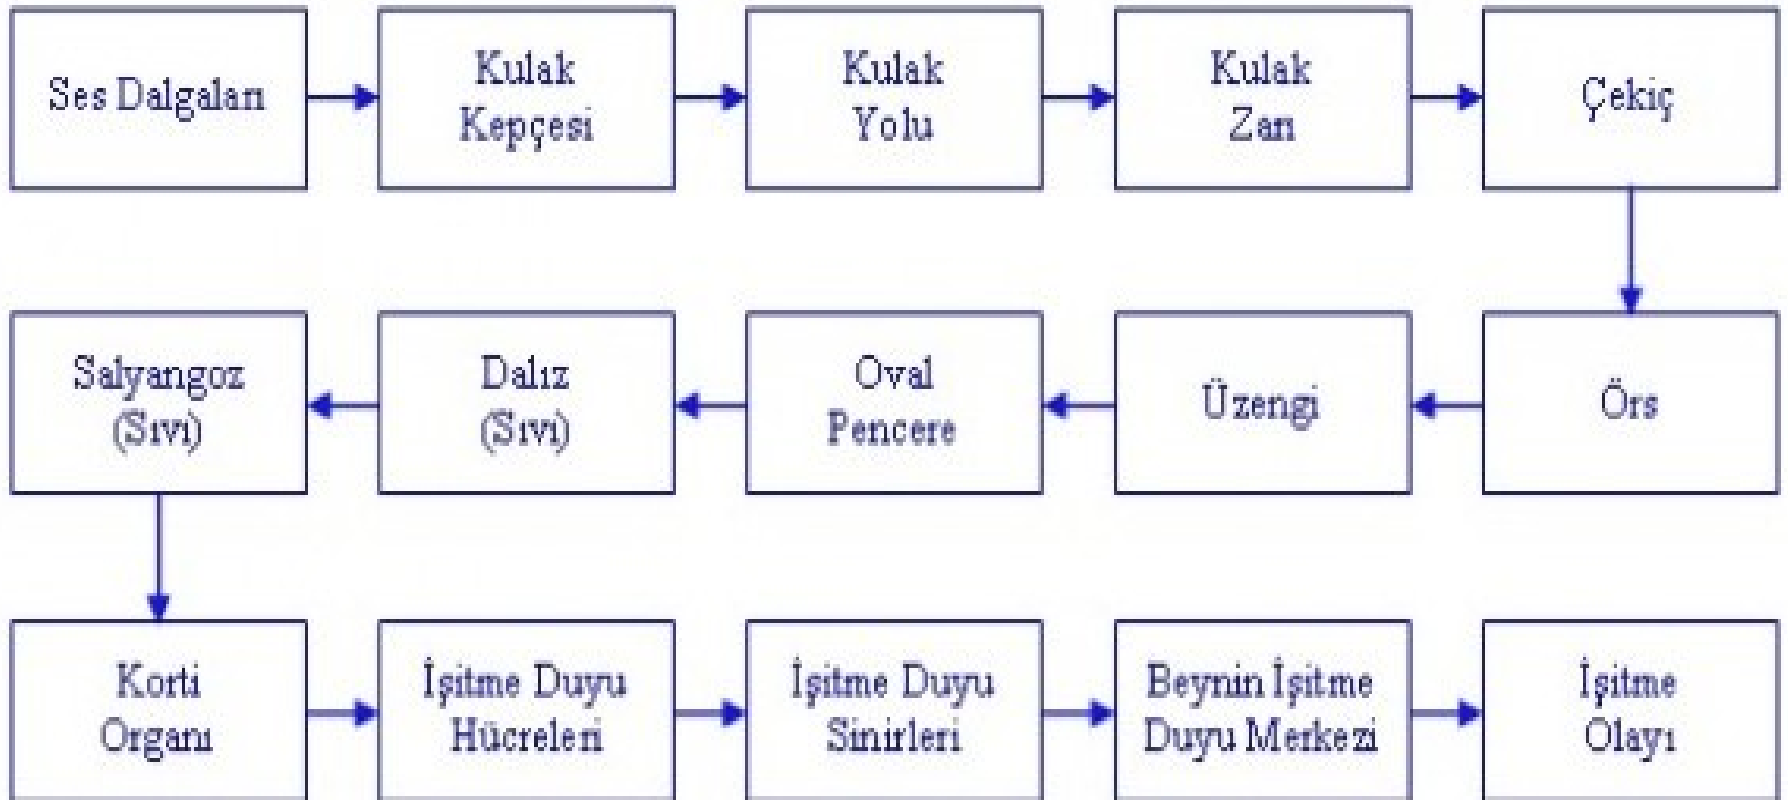 Ses Dalgaları
Kulak
Kepçesi
Kulak
Yolu
Kulak
Zarı
Çekiç
Örs
Üzengi
Oval
Pencere
Dalız
(Sıvı)
Salyangoz
(Sıvı)
Korti
Organı
İşitme Duyu
Hücreleri
İşitme Duyu
Sinirleri
Beynin İşitme
Duyu Merkezi
İşitme
Olayı